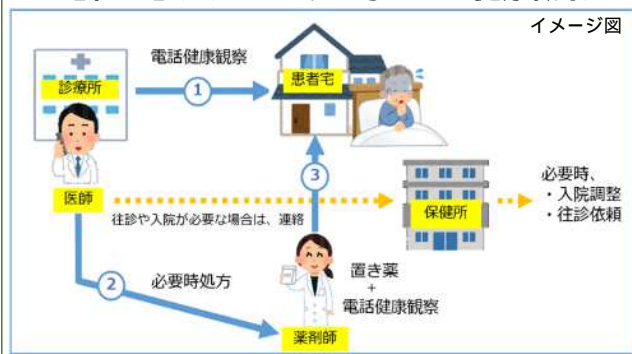 イメージ図
電話健康観察
診療所
1
患者宅
医師
3
往診や入院が必要な場合は、連絡
保健所
必要時、
・入院調整
・往診依頼
2
必要時処方
置き薬
+
電話健康観察
薬剤師